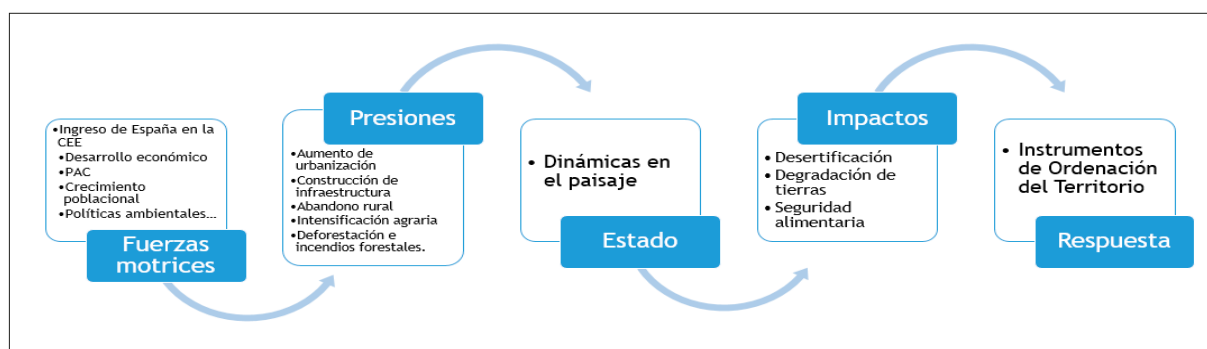 •Ingreso de España en la
CEE
•Desarrollo económico
•PAC
•Crecimiento
poblacional
•Políticas ambientales...
Fuerzas
motrices
Presiones
•Aumento de
urbanización
•Construcción de
infraestructura
•Abandono rural
•Intensificación agraria
•Deforestación e
incendios forestales.
• Dinámicas en
el paisaje
Estado
Impactos
• Desertificación
• Degradación de
tierras
• Seguridad
alimentaria
• Instrumentos
de Ordenación
del Territorio
Respuesta